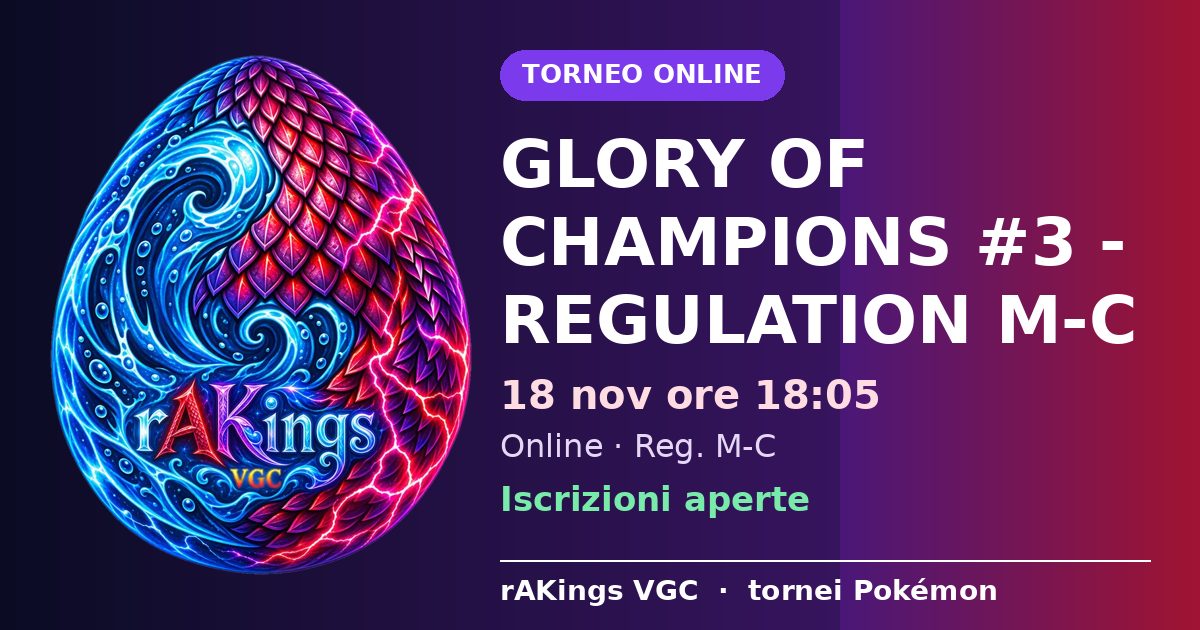 TORNEO ONLINE
GLORY OF
CHAMPIONS #3 -
REGULATION M-C
18 nov ore 18:05
Online · Reg. M-C
Iscrizioni aperte
rAKings
VGC
rAKings VGC · tornei Pokémon